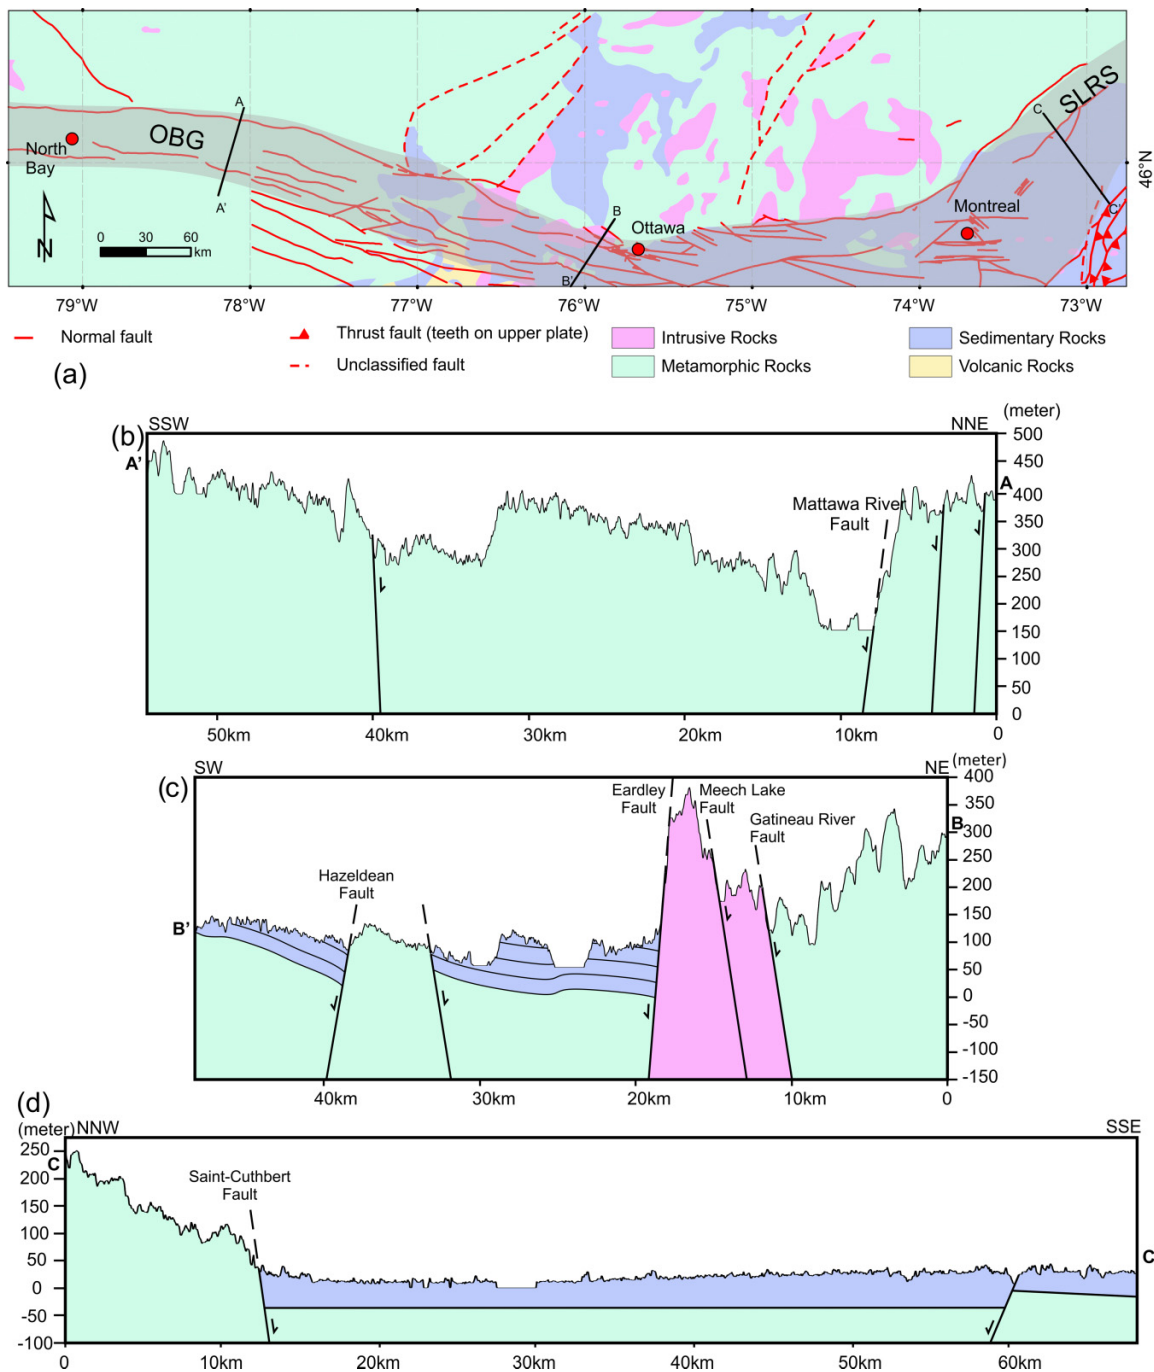 A
OBG
North
Bay
A'
N
0 30 60
km
B
Ottawa
B'
Montreal
C
SLRS
C'
46°N
79°W 78°W 77°W 76°W 75°W 74°W 73°W
Normal fault
Thrust fault (teeth on upper plate)
Unclassified fault
Intrusive Rocks
Metamorphic Rocks
Sedimentary Rocks
Volcanic Rocks
(a)
(b)
SSW
NNE
(meter)
A'
A
Mattawa River
Fault
500
450
400
350
300
250
200
150
100
50
0
50km 40km 30km 20km 10km 0
(c)
SW
NE
(meter)
Eardley
Fault
Meech Lake
Fault
Gatineau River
Fault
Hazeldean
Fault
B'
B
400
350
300
250
200
150
100
50
0
-50
-100
-150
40km 30km 20km 10km 0
(d)
(meter)
NNW
SSE
C
Saint-Cuthbert
Fault
C
250
200
150
100
50
0
-50
-100
0 10km 20km 30km 40km 50km 60km